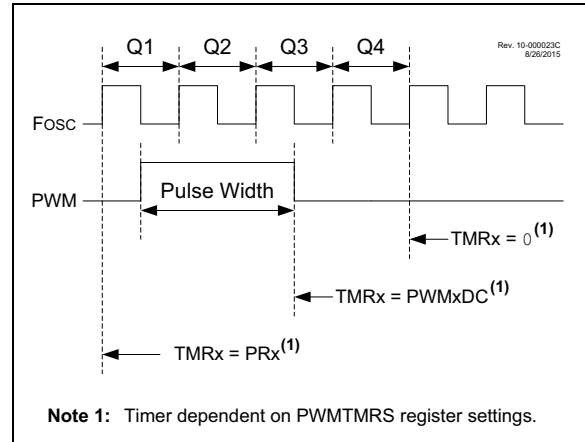 Q1 Q2 Q3 Q4
Rev. 10-000023C
8/26/2015
FOSC
Pulse Width
PWM
TMRx = 0(1)
TMRx = PWMxDC(1)
TMRx = PRx(1)
Note 1: Timer dependent on PWMTMRS register settings.